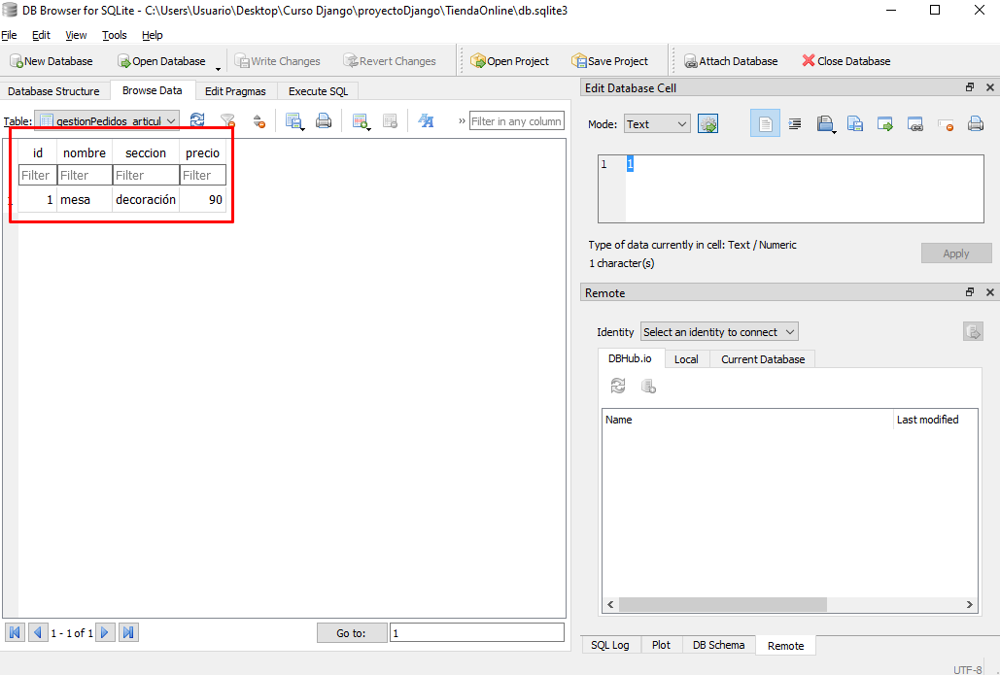 DB Browser for SQLite - C:\Users\Usuario\Desktop\Curso Django\proyectoDjango\TiendaOnline\db.sqlite3
File Edit View Tools Help
New Database Open Database Write Changes Revert Changes Open Project Save Project Attach Database Close Database
Database Structure Browse Data Edit Pragmas Execute SQL
Table: gestionPedidos_articul » Filter in any column
id nombre seccion precio
Filter Filter Filter Filter
1 1 mesa decoración 90
1 - 1 of 1 Go to: 1
Edit Database Cell
Mode: Text
1 1
Type of data currently in cell: Text / Numeric
1 character(s)
Apply
Remote
Identity Select an identity to connect
DBHub.io Local Current Database
Name Last modified
SQL Log Plot DB Schema Remote
UTF-8